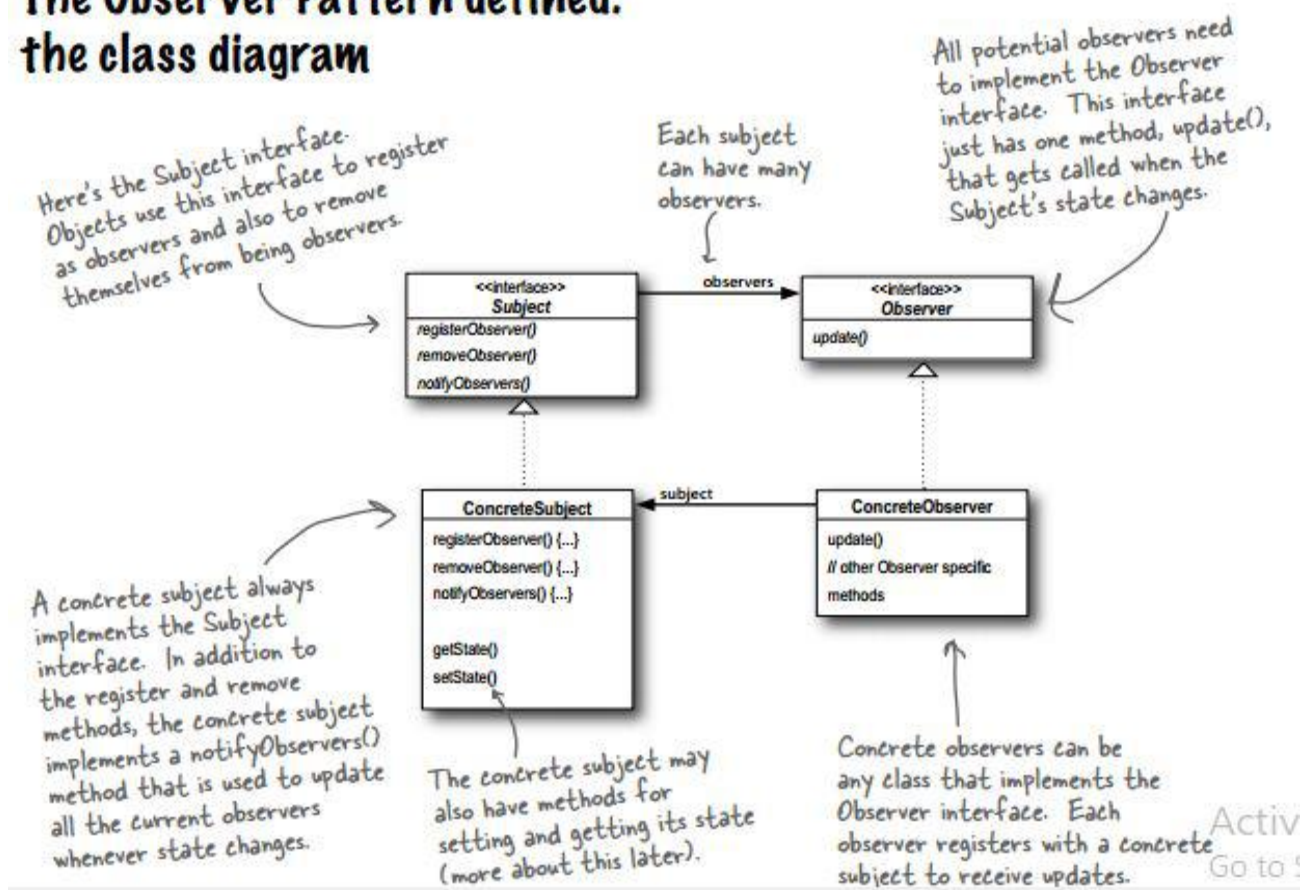 The Observer Pattern defined:
the class diagram
Here's the Subject interface.
Objects use this interface to register
as observers and also to remove
themselves from being observers.
Each subject
can have many
observers.
All potential observers need
to implement the Observer
interface. This interface
just has one method, update(),
that gets called when the
Subject's state changes.
<<interface>>
Subject
registerObserver()
removeObserver()
notifyObservers()
observers
<<interface>>
Observer
update()
ConcreteSubject
registerObserver() {...}
removeObserver() {...}
notifyObservers() {...}
getState()
setState()
subject
ConcreteObserver
update()
// other Observer specific
methods
A concrete subject always
implements the Subject
interface. In addition to
the register and remove
methods, the concrete subject
implements a notifyObservers()
method that is used to update
all the current observers
whenever state changes.
The concrete subject may
also have methods for
setting and getting its state
(more about this later).
Concrete observers can be
any class that implements the
Observer interface. Each
observer registers with a concrete
subject to receive updates.
Activ
Go to S